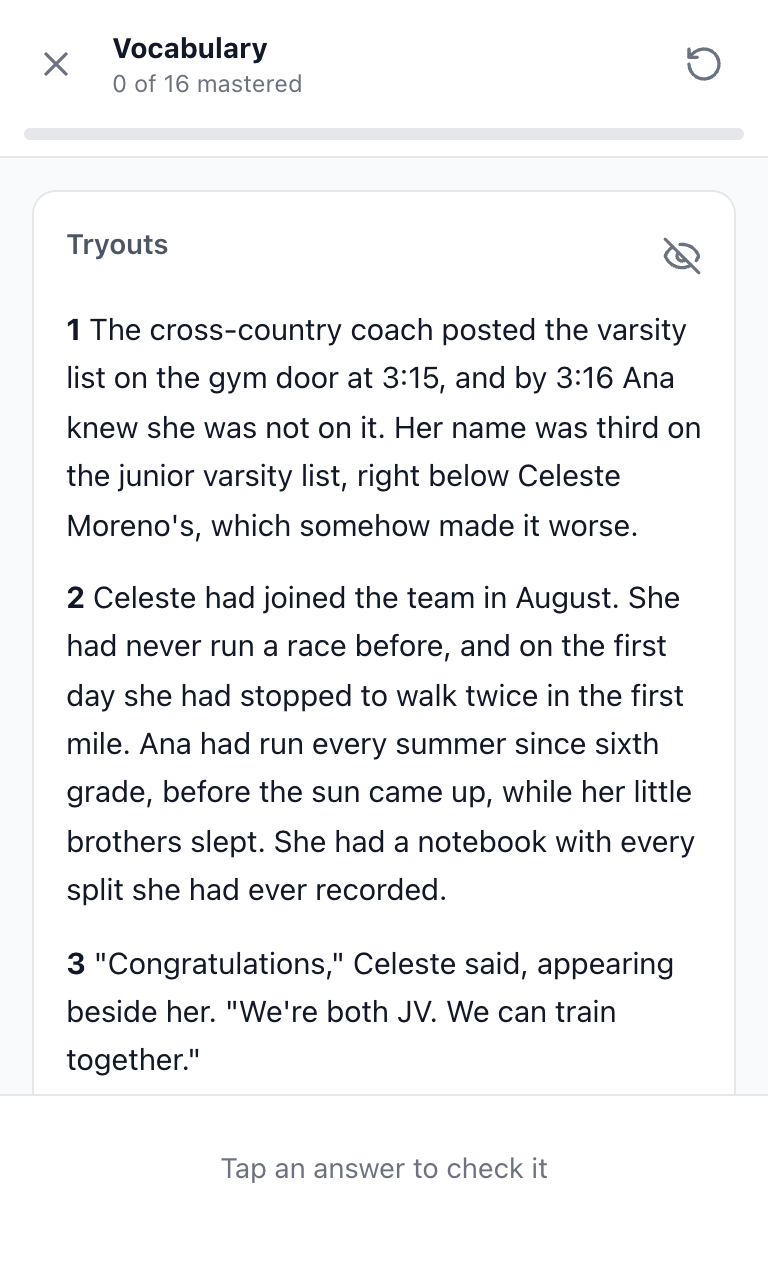 Vocabulary
0 of 16 mastered
Tryouts
1 The cross-country coach posted the varsity
list on the gym door at 3:15, and by 3:16 Ana
knew she was not on it. Her name was third on
the junior varsity list, right below Celeste
Moreno's, which somehow made it worse.
2 Celeste had joined the team in August. She
had never run a race before, and on the first
day she had stopped to walk twice in the first
mile. Ana had run every summer since sixth
grade, before the sun came up, while her little
brothers slept. She had a notebook with every
split she had ever recorded.
3 "Congratulations," Celeste said, appearing
beside her. "We're both JV. We can train
together."
Tap an answer to check it